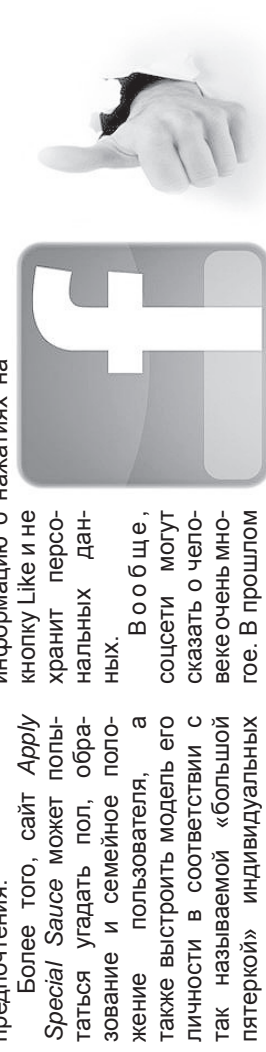 предпочтения.
Более того, сайт Apply
Special Sauce может попы-
таться угадать пол, обра-
зование и семейное поло-
жение пользователя, а
также выстроить модель его
личности в соответствии с
так называемой «большой
пятеркой» индивидуальных
информацию о нажатиях на
кнопку Like и не
хранит персо-
нальных дан-
ных.
Вообще,
соцсети могут
сказать о чело-
веке очень мно-
гое. В прошлом
f